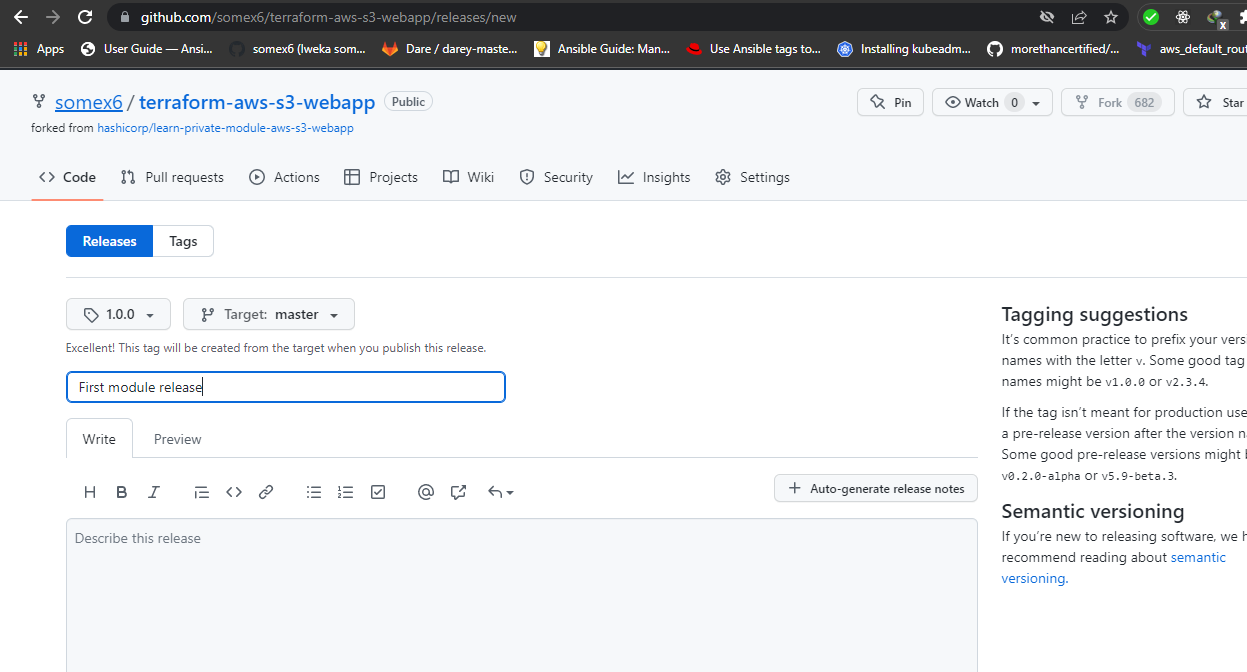 github.com/somex6/terraform-aws-s3-webapp/releases/new
Apps User Guide — Ansi... somex6 (Iweka som... Dare / darey-maste... Ansible Guide: Man... Use Ansible tags to... Installing kubeadm... morethancertified/... aws_default_rout
somex6 / terraform-aws-s3-webapp Public
Pin Watch 0 Fork 682 Star
forked from hashicorp/learn-private-module-aws-s3-webapp
Code Pull requests Actions Projects Wiki Security Insights Settings
Releases Tags
1.0.0 Target: master
Excellent! This tag will be created from the target when you publish this release.
First module release
Write Preview
H B I
Auto-generate release notes
Describe this release
Tagging suggestions
It's common practice to prefix your vers
names with the letter v. Some good tag
names might be v1.0.0 or v2.3.4.
If the tag isn't meant for production use
a pre-release version after the version n
Some good pre-release versions might
v0.2.0-alpha or v5.9-beta.3.
Semantic versioning
If you're new to releasing software, we h
recommend reading about semantic
versioning.